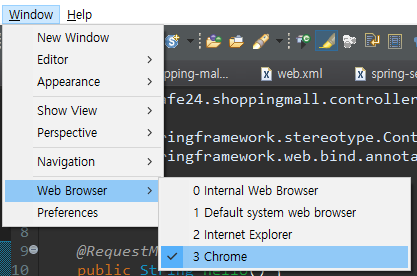 Window Help
New Window
Editor
Appearance
Show View
Perspective
Navigation
Web Browser
Preferences
0 Internal Web Browser
1 Default system web browser
2 Internet Explorer
3 Chrome
pping-mal...
web.xml
spring-se
afe24.shoppingmall.controller
ringframework.stereotype.Cont
ringframework.web.bind.annota
8
9 @RequestM
10 public String hello() {